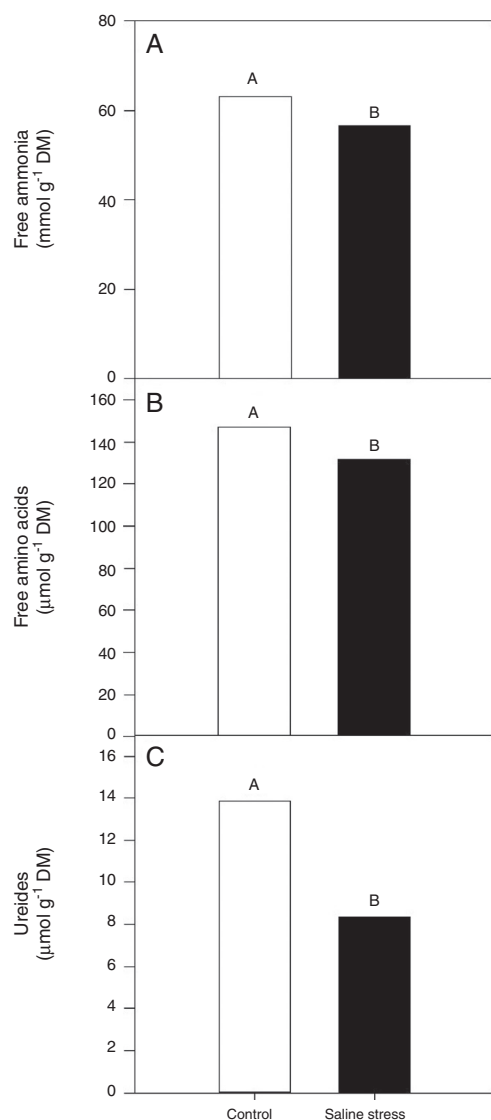 A
Free ammonia
(mmol g⁻¹ DM)
80
60
40
20
0
A
B
B
Free amino acids
(μmol g⁻¹ DM)
160
140
120
100
80
60
40
20
0
A
B
C
Ureides
(μmol g⁻¹ DM)
16
14
12
10
8
6
4
2
0
A
B
Control
Saline stress